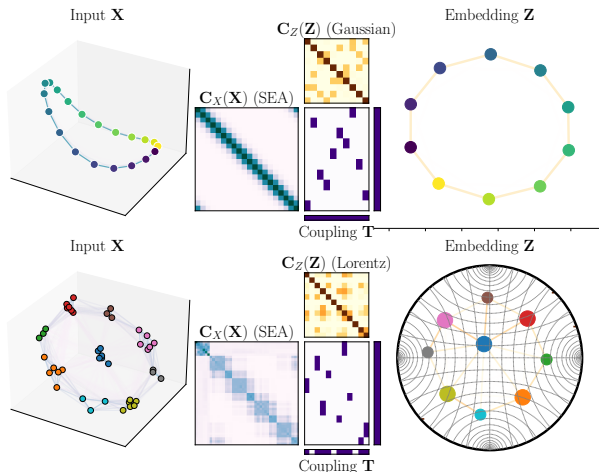 Input X
C_Z(Z) (Gaussian)
Embedding Z
C_X(X) (SEA)
Coupling T
Input X
C_Z(Z) (Lorentz)
Embedding Z
C_X(X) (SEA)
Coupling T